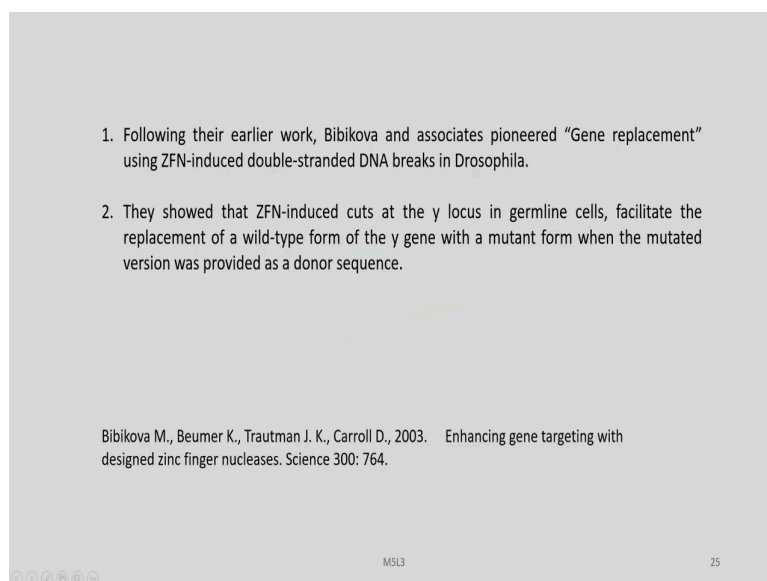 1. Following their earlier work, Bibikova and associates pioneered “Gene replacement”
using ZFN-induced double-stranded DNA breaks in Drosophila.
2. They showed that ZFN-induced cuts at the y locus in germline cells, facilitate the
replacement of a wild-type form of the y gene with a mutant form when the mutated
version was provided as a donor sequence.
Bibikova M., Beumer K., Trautman J. K., Carroll D., 2003. Enhancing gene targeting with
designed zinc finger nucleases. Science 300: 764.
M5L3
25